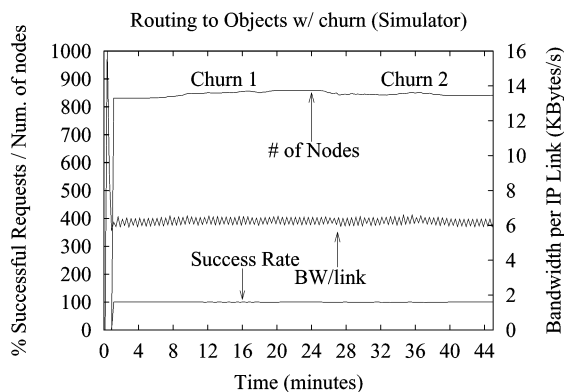 Routing to Objects w/ churn (Simulator)
% Successful Requests / Num. of nodes
1000
900
800
700
600
500
400
300
200
100
0
Churn 1
Churn 2
# of Nodes
Success Rate
BW/link
16
14
12
10
8
6
4
2
0
Bandwidth per IP Link (KBytes/s)
0 4 8 12 16 20 24 28 32 36 40 44
Time (minutes)